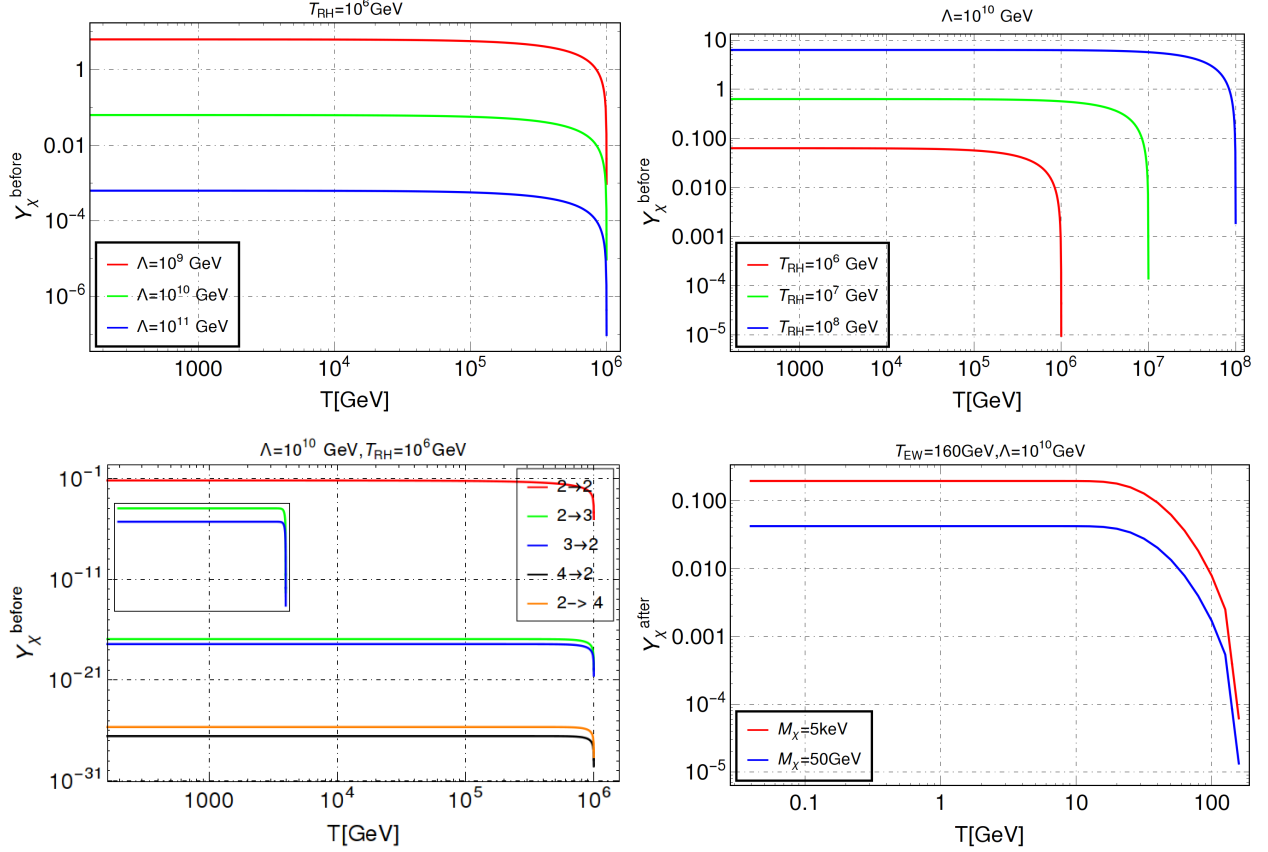 T_RH=10^6GeV
Y_χ^before
1
0.01
10^-4
10^-6
Λ=10^9 GeV
Λ=10^10 GeV
Λ=10^11 GeV
1000
10^4
10^5
10^6
T[GeV]
Λ=10^10 GeV
Y_χ^before
10
1
0.100
0.010
0.001
10^-4
10^-5
T_RH=10^6 GeV
T_RH=10^7 GeV
T_RH=10^8 GeV
1000
10^4
10^5
10^6
10^7
10^8
T[GeV]
Λ=10^10 GeV,T_RH=10^6GeV
Y_χ^before
10^-1
10^-11
10^-21
10^-31
2→2
2→3
3→2
4→2
2-> 4
1000
10^4
10^5
10^6
T[GeV]
T_EW=160GeV,Λ=10^10GeV
Y_χ^after
0.100
0.010
0.001
10^-4
10^-5
M_χ=5keV
M_χ=50GeV
0.1
1
10
100
T[GeV]